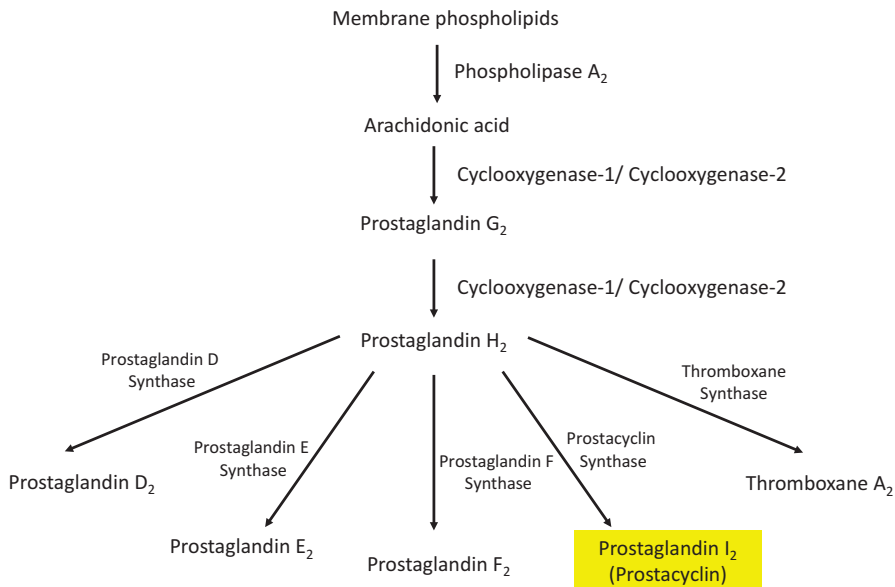 Membrane phospholipids
Phospholipase A₂
Arachidonic acid
Cyclooxygenase-1/ Cyclooxygenase-2
Prostaglandin G₂
Cyclooxygenase-1/ Cyclooxygenase-2
Prostaglandin H₂
Prostaglandin D
Synthase
Thromboxane
Synthase
Prostaglandin E
Synthase
Prostaglandin F
Synthase
Prostacyclin
Synthase
Prostaglandin D₂
Thromboxane A₂
Prostaglandin E₂
Prostaglandin F₂
Prostaglandin I₂
(Prostacyclin)